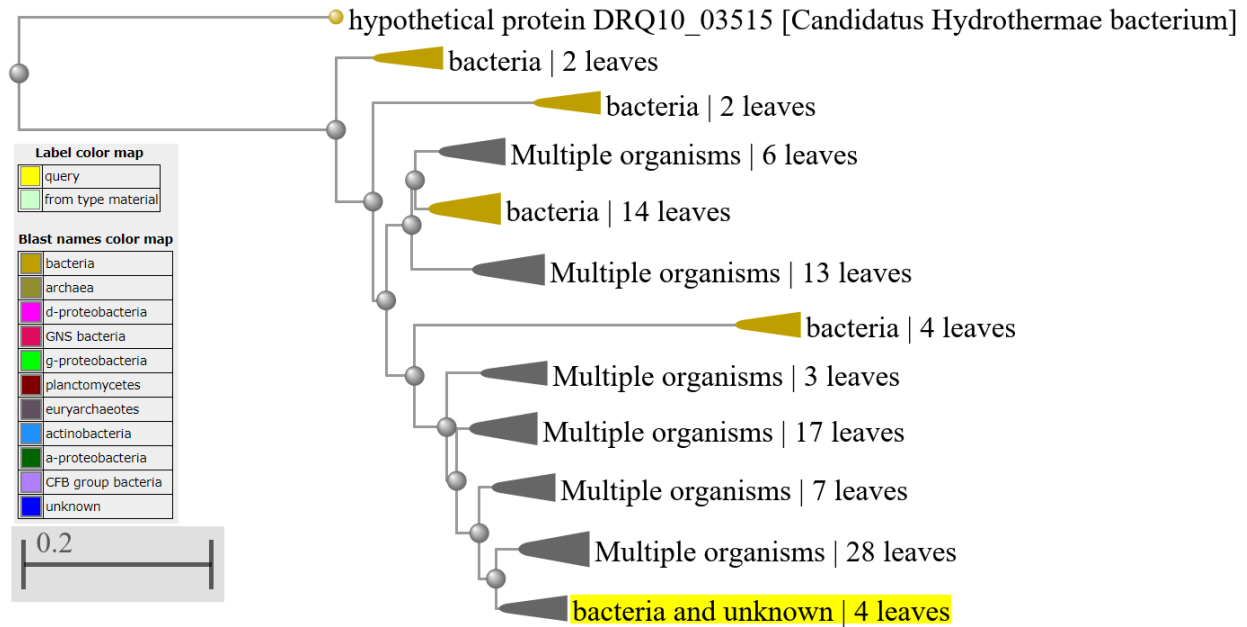 hypothetical protein DRQ10_03515 [Candidatus Hydrothermae bacterium]
bacteria | 2 leaves
bacteria | 2 leaves
Multiple organisms | 6 leaves
bacteria | 14 leaves
Multiple organisms | 13 leaves
bacteria | 4 leaves
Multiple organisms | 3 leaves
Multiple organisms | 17 leaves
Multiple organisms | 7 leaves
Multiple organisms | 28 leaves
bacteria and unknown | 4 leaves
Label color map
query
from type material
Blast names color map
bacteria
archaea
d-proteobacteria
GNS bacteria
g-proteobacteria
planctomycetes
euryarchaeotes
actinobacteria
a-proteobacteria
CFB group bacteria
unknown
0.2